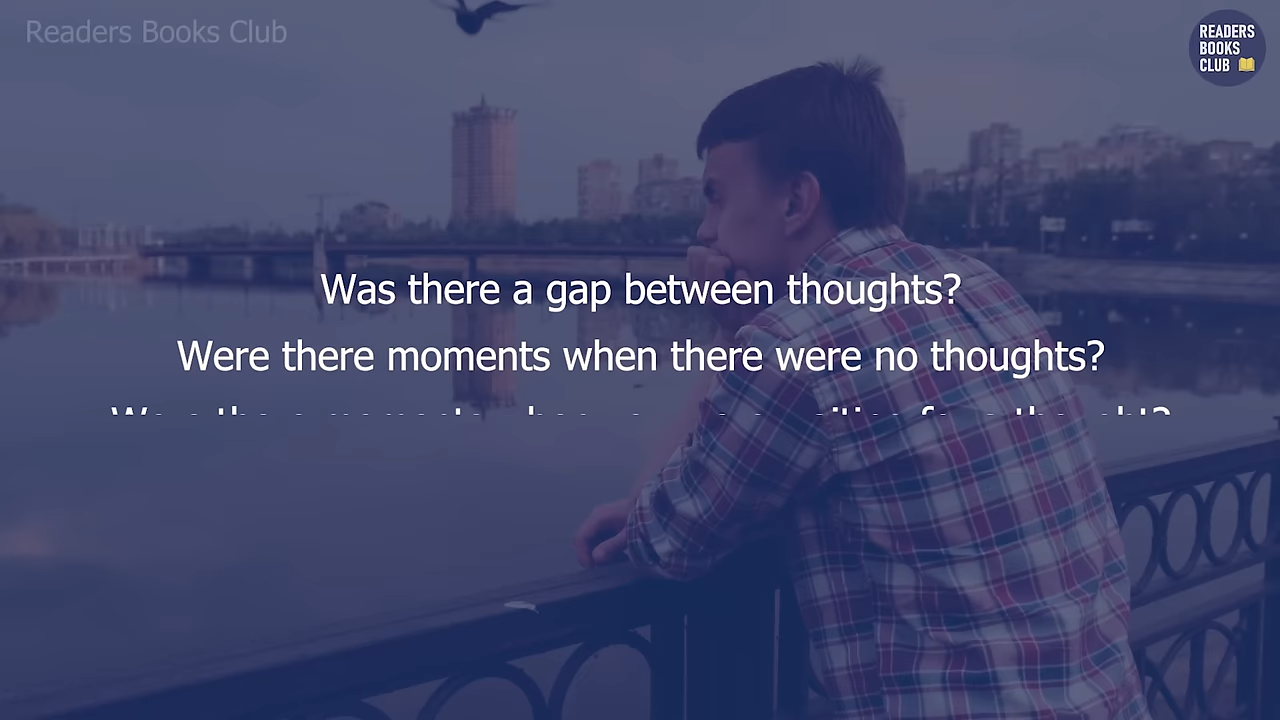 Readers Books Club
READERS
BOOKS
CLUB
Was there a gap between thoughts?
Were there moments when there were no thoughts?